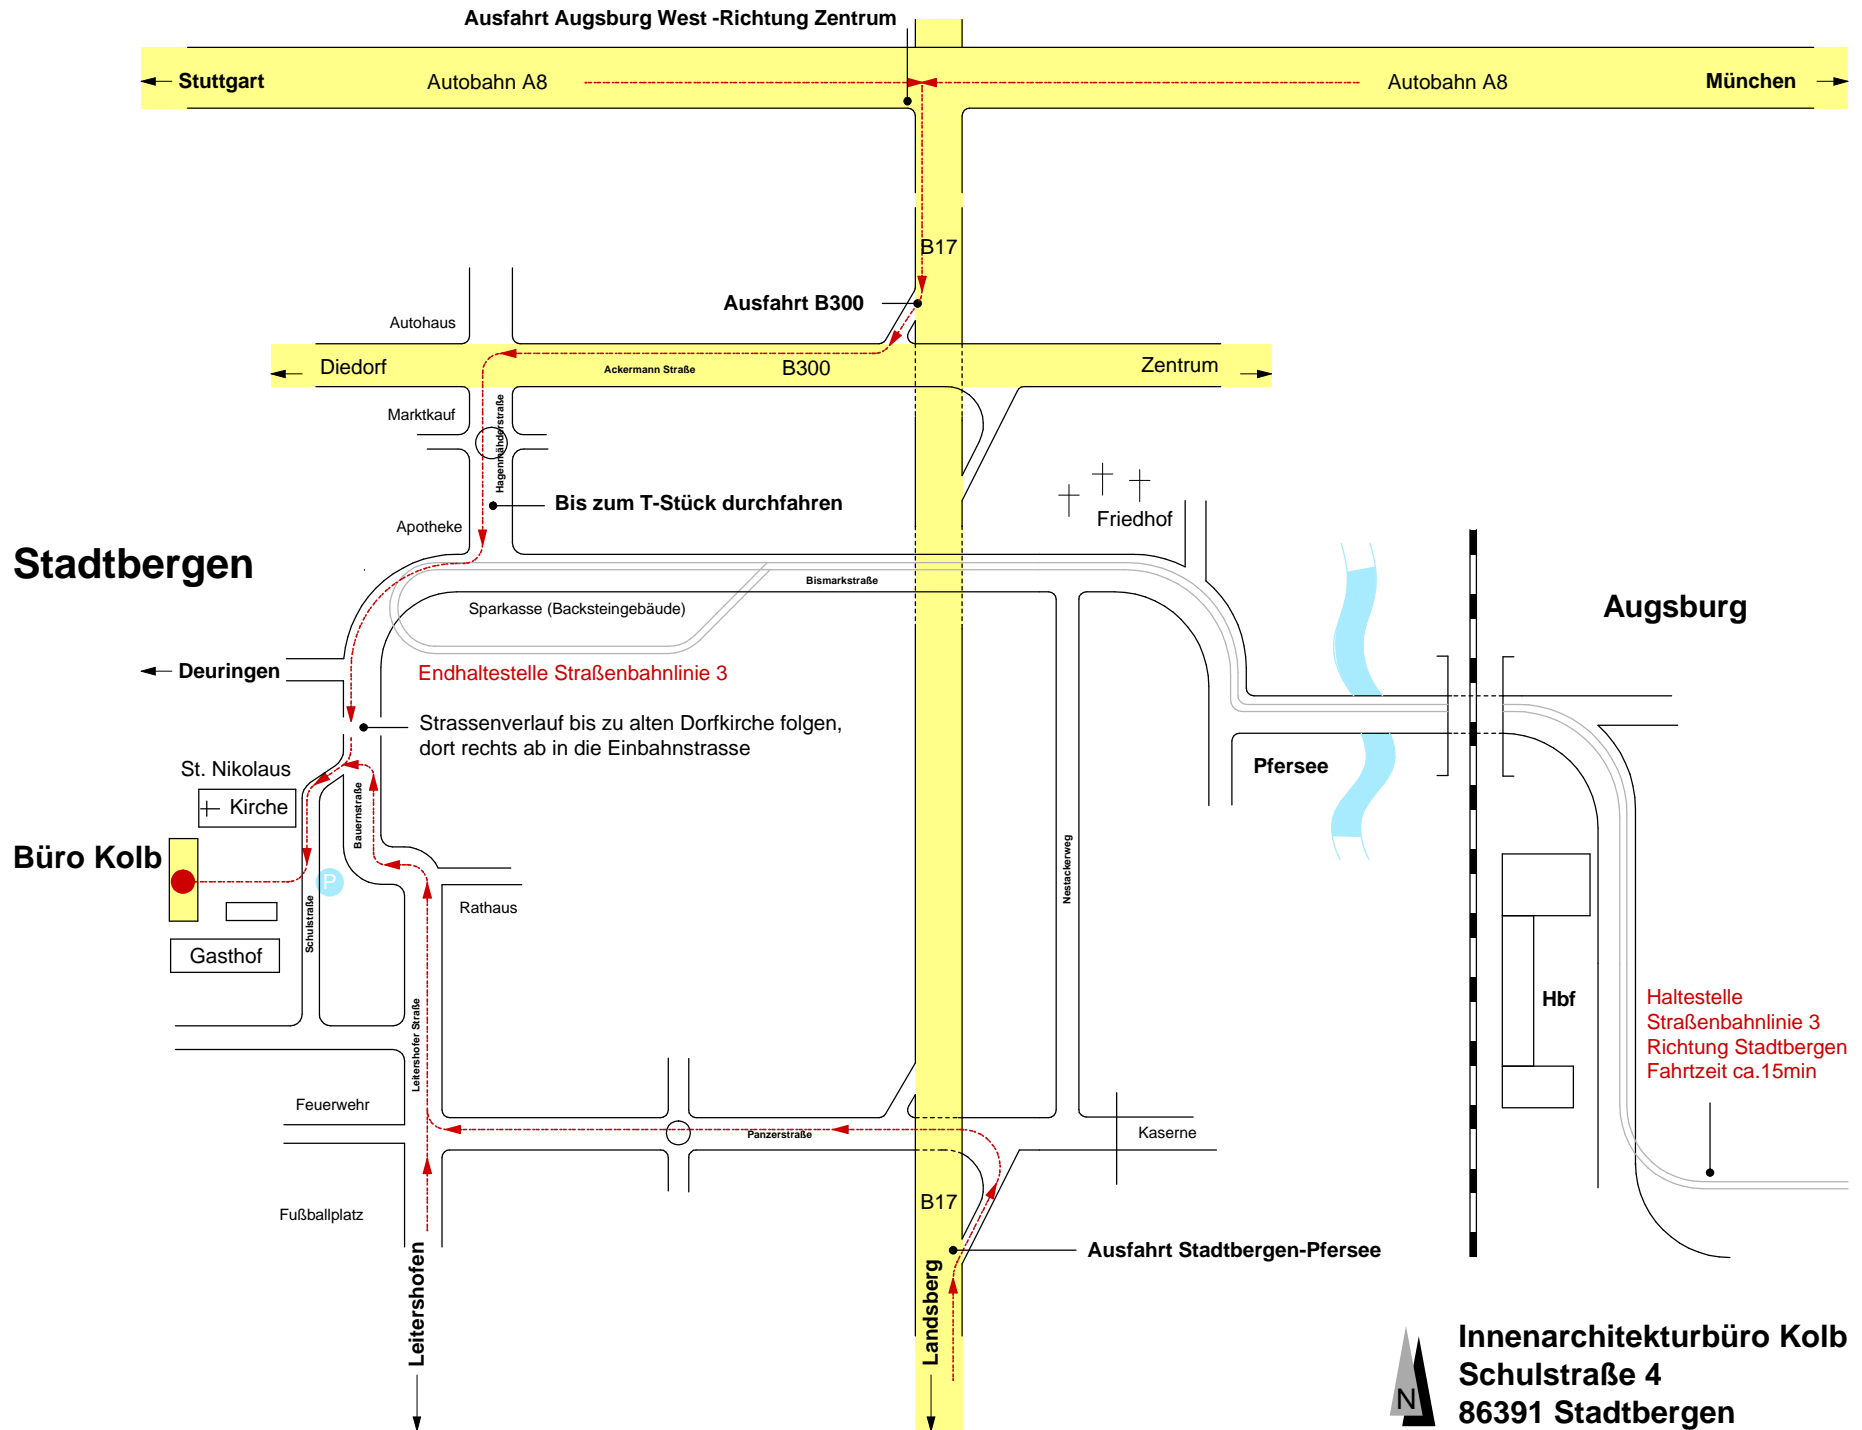 Ausfahrt Augsburg West -Richtung Zentrum
Stuttgart
Autobahn A8
Autobahn A8
München
B17
Ausfahrt B300
Autohaus
Diedorf
Ackermann Straße
B300
Zentrum
Marktkauf
Hagenmähderstraße
Bis zum T-Stück durchfahren
Apotheke
Friedhof
Stadtbergen
Bismarkstraße
Sparkasse (Backsteingebäude)
Augsburg
Deuringen
Endhaltestelle Straßenbahnlinie 3
Strassenverlauf bis zu alten Dorfkirche folgen,
dort rechts ab in die Einbahnstrasse
St. Nikolaus
Kirche
Bauernstraße
Pfersee
Büro Kolb
P
Nestackerweg
Rathaus
Schulstraße
Gasthof
Leitershofer Straße
Hbf
Haltestelle
Straßenbahnlinie 3
Richtung Stadtbergen
Fahrtzeit ca.15min
Feuerwehr
Panzerstraße
Kaserne
Fußballplatz
B17
Ausfahrt Stadtbergen-Pfersee
Leitershofen
Landsberg
N
Innenarchitekturbüro Kolb
Schulstraße 4
86391 Stadtbergen